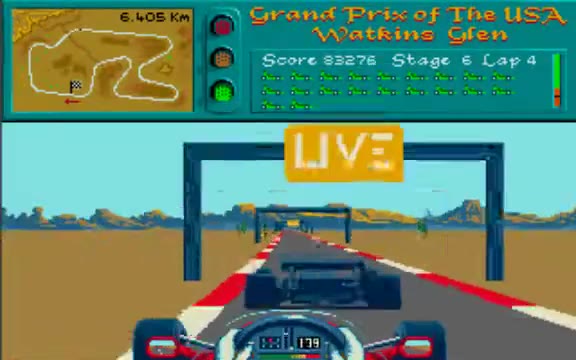 6.405 Km
Grand Prix of The USA
Watkins Glen
Score 83276 Stage 6 Lap 4
LIVE
139